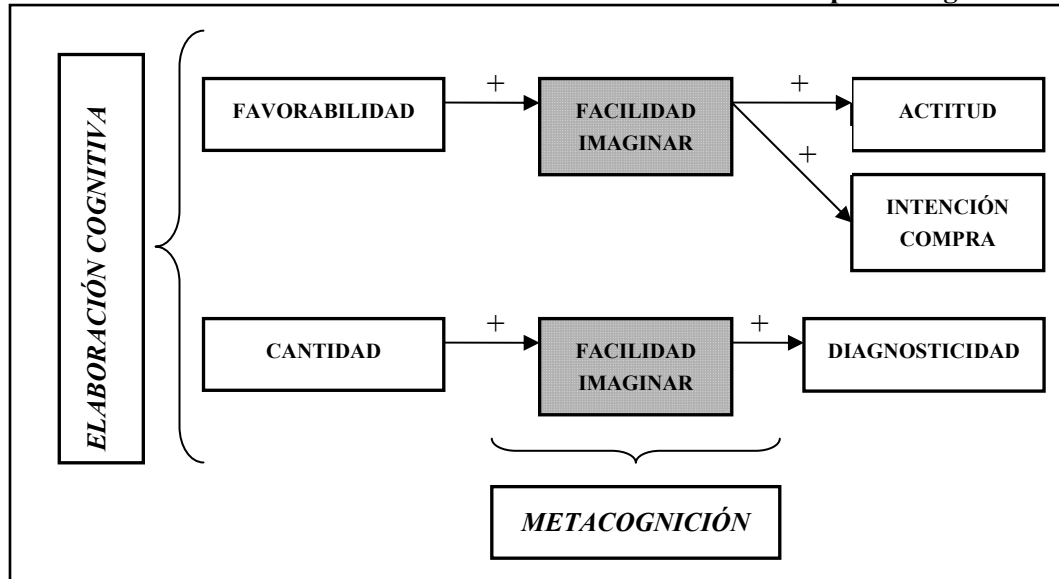 ELABORACIÓN COGNITIVA
FAVORABILIDAD
+
FACILIDAD
IMAGINAR
+
ACTITUD
+
INTENCIÓN
COMPRA
CANTIDAD
+
FACILIDAD
IMAGINAR
+
DIAGNOSTICIDAD
METACOGNICIÓN